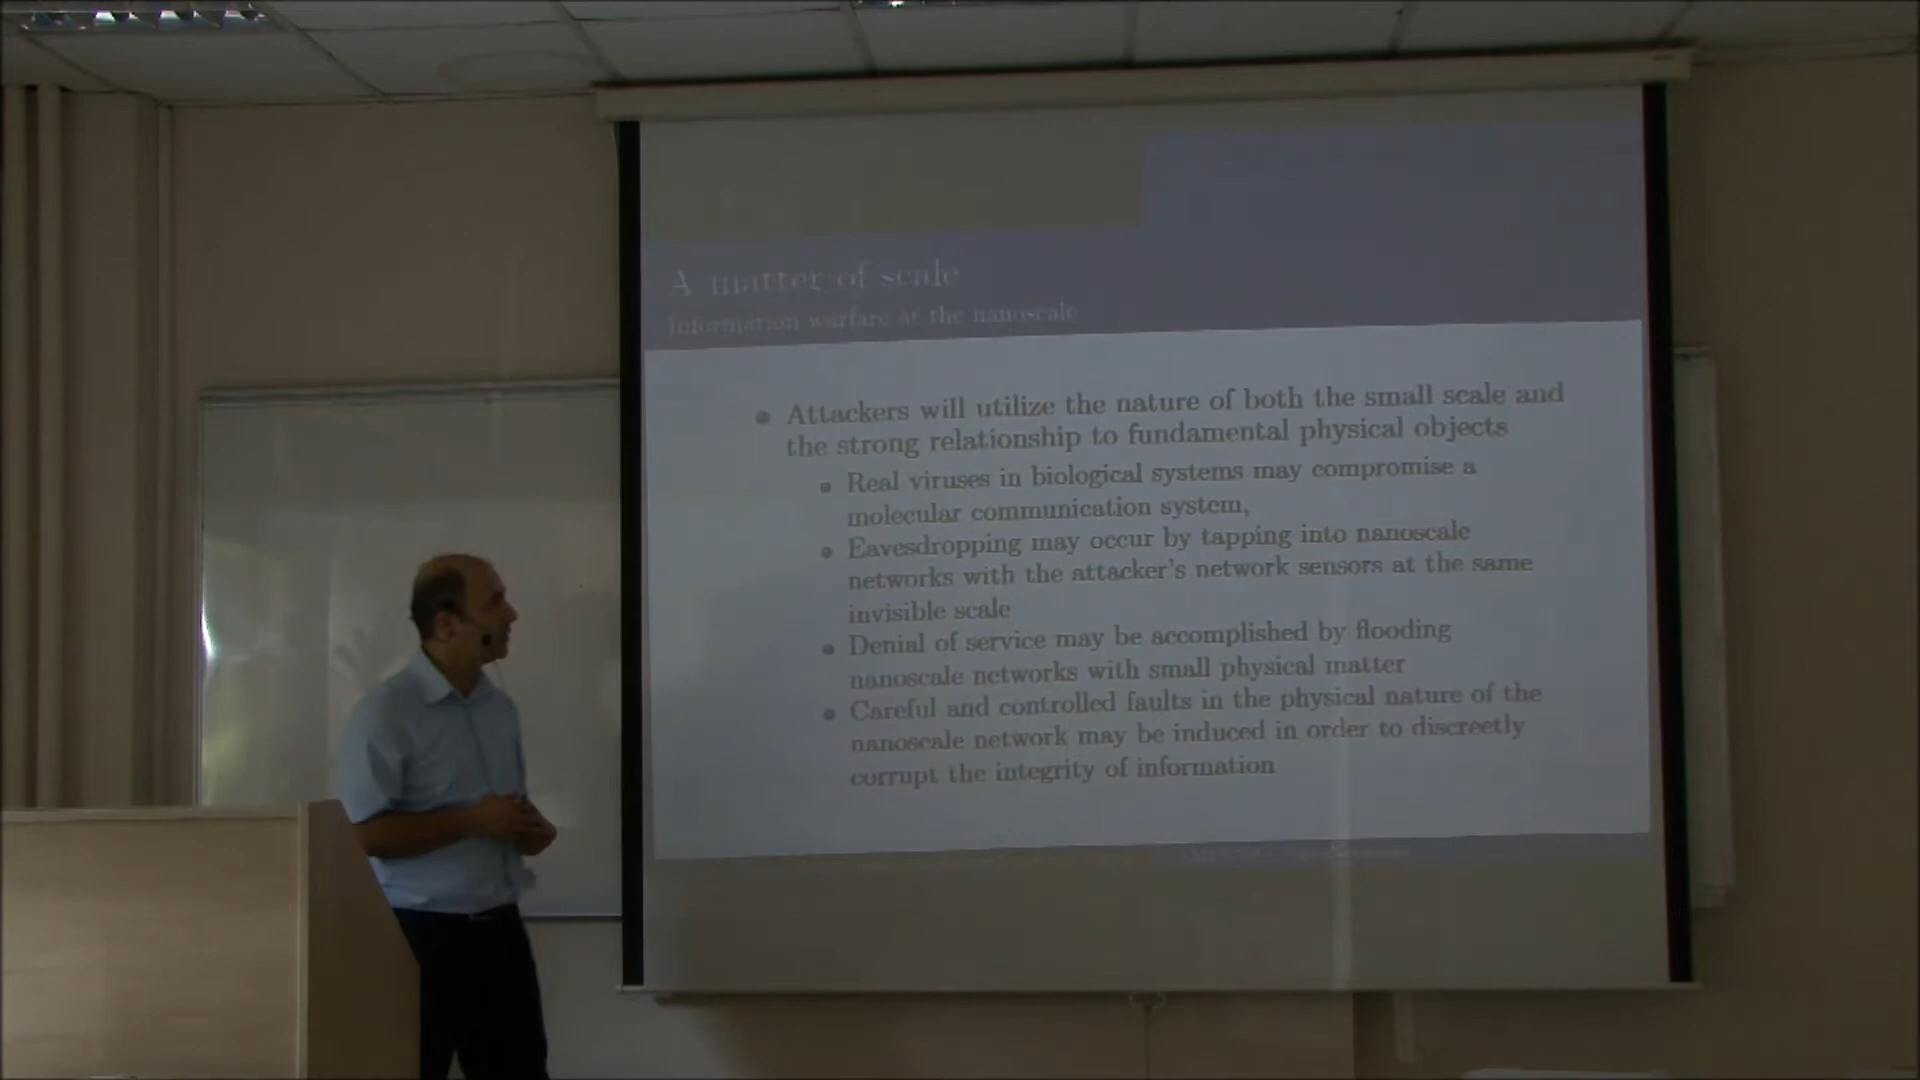 A matter of scale
Information warfare at the nanoscale
Attackers will utilize the nature of both the small scale and
the strong relationship to fundamental physical objects
Real viruses in biological systems may compromise a
molecular communication system,
Eavesdropping may occur by tapping into nanoscale
networks with the attacker's network sensors at the same
invisible scale
Denial of service may be accomplished by flooding
nanoscale networks with small physical matter
Careful and controlled faults in the physical nature of the
nanoscale network may be induced in order to discreetly
corrupt the integrity of information